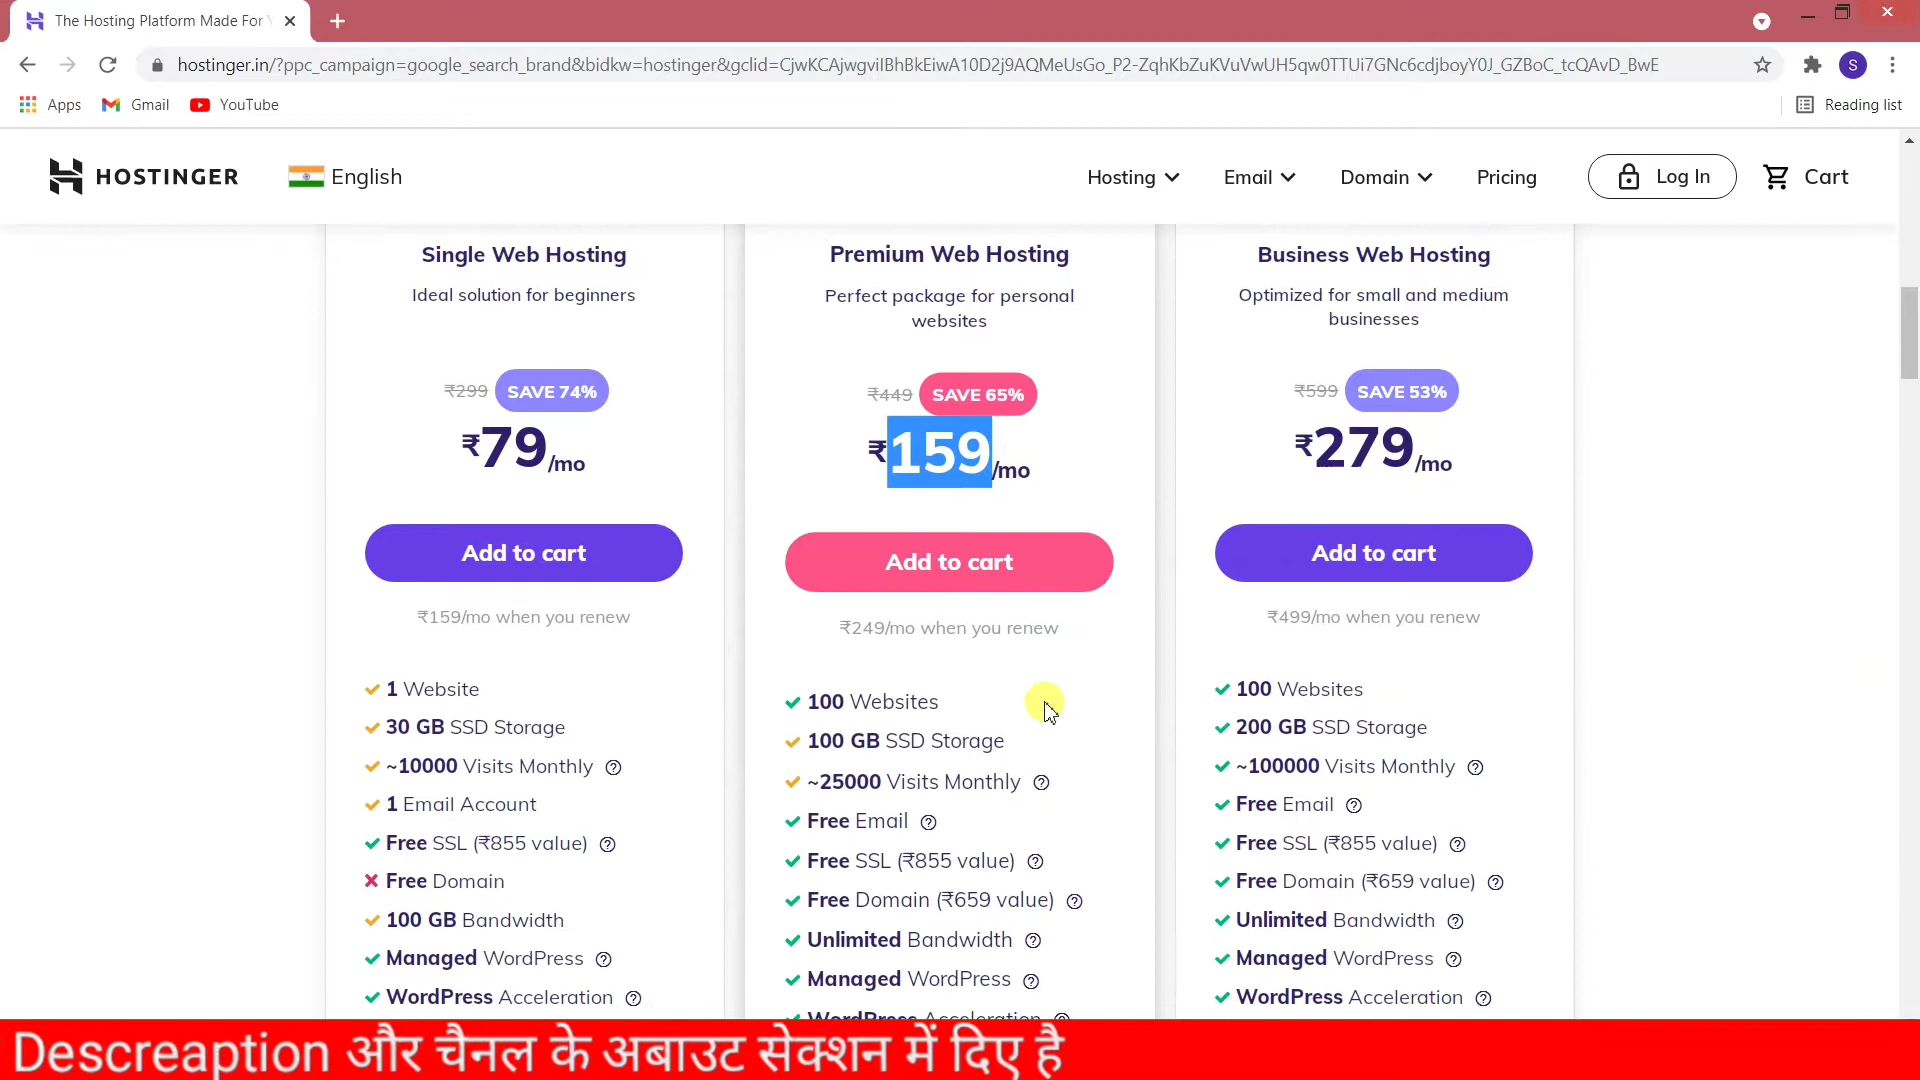 The Hosting Platform Made For Y
hostinger.in/?ppc_campaign=google_search_brand&bidkw=hostinger&gclid=CjwKCAjwgviIBhBkEiwA10D2j9AQMeUsGo_P2-ZqhKbZuKVuVwUH5qw0TTUi7GNc6cdjboyY0J_GZBoC_tcQAvD_BwE
S
Apps Gmail YouTube Reading list
HOSTINGER English Hosting Email Domain Pricing Log In Cart
Single Web Hosting
Ideal solution for beginners
₹299 SAVE 74%
₹79/mo
Add to cart
₹159/mo when you renew
1 Website
30 GB SSD Storage
~10000 Visits Monthly
1 Email Account
Free SSL (₹855 value)
Free Domain
100 GB Bandwidth
Managed WordPress
WordPress Acceleration
Premium Web Hosting
Perfect package for personal
websites
₹449 SAVE 65%
₹159/mo
Add to cart
₹249/mo when you renew
100 Websites
100 GB SSD Storage
~25000 Visits Monthly
Free Email
Free SSL (₹855 value)
Free Domain (₹659 value)
Unlimited Bandwidth
Managed WordPress
WordPress Acceleration
Business Web Hosting
Optimized for small and medium
businesses
₹599 SAVE 53%
₹279/mo
Add to cart
₹499/mo when you renew
100 Websites
200 GB SSD Storage
~100000 Visits Monthly
Free Email
Free SSL (₹855 value)
Free Domain (₹659 value)
Unlimited Bandwidth
Managed WordPress
WordPress Acceleration
Descreaption और चैनल के अबाउट सेक्शन में दिए है